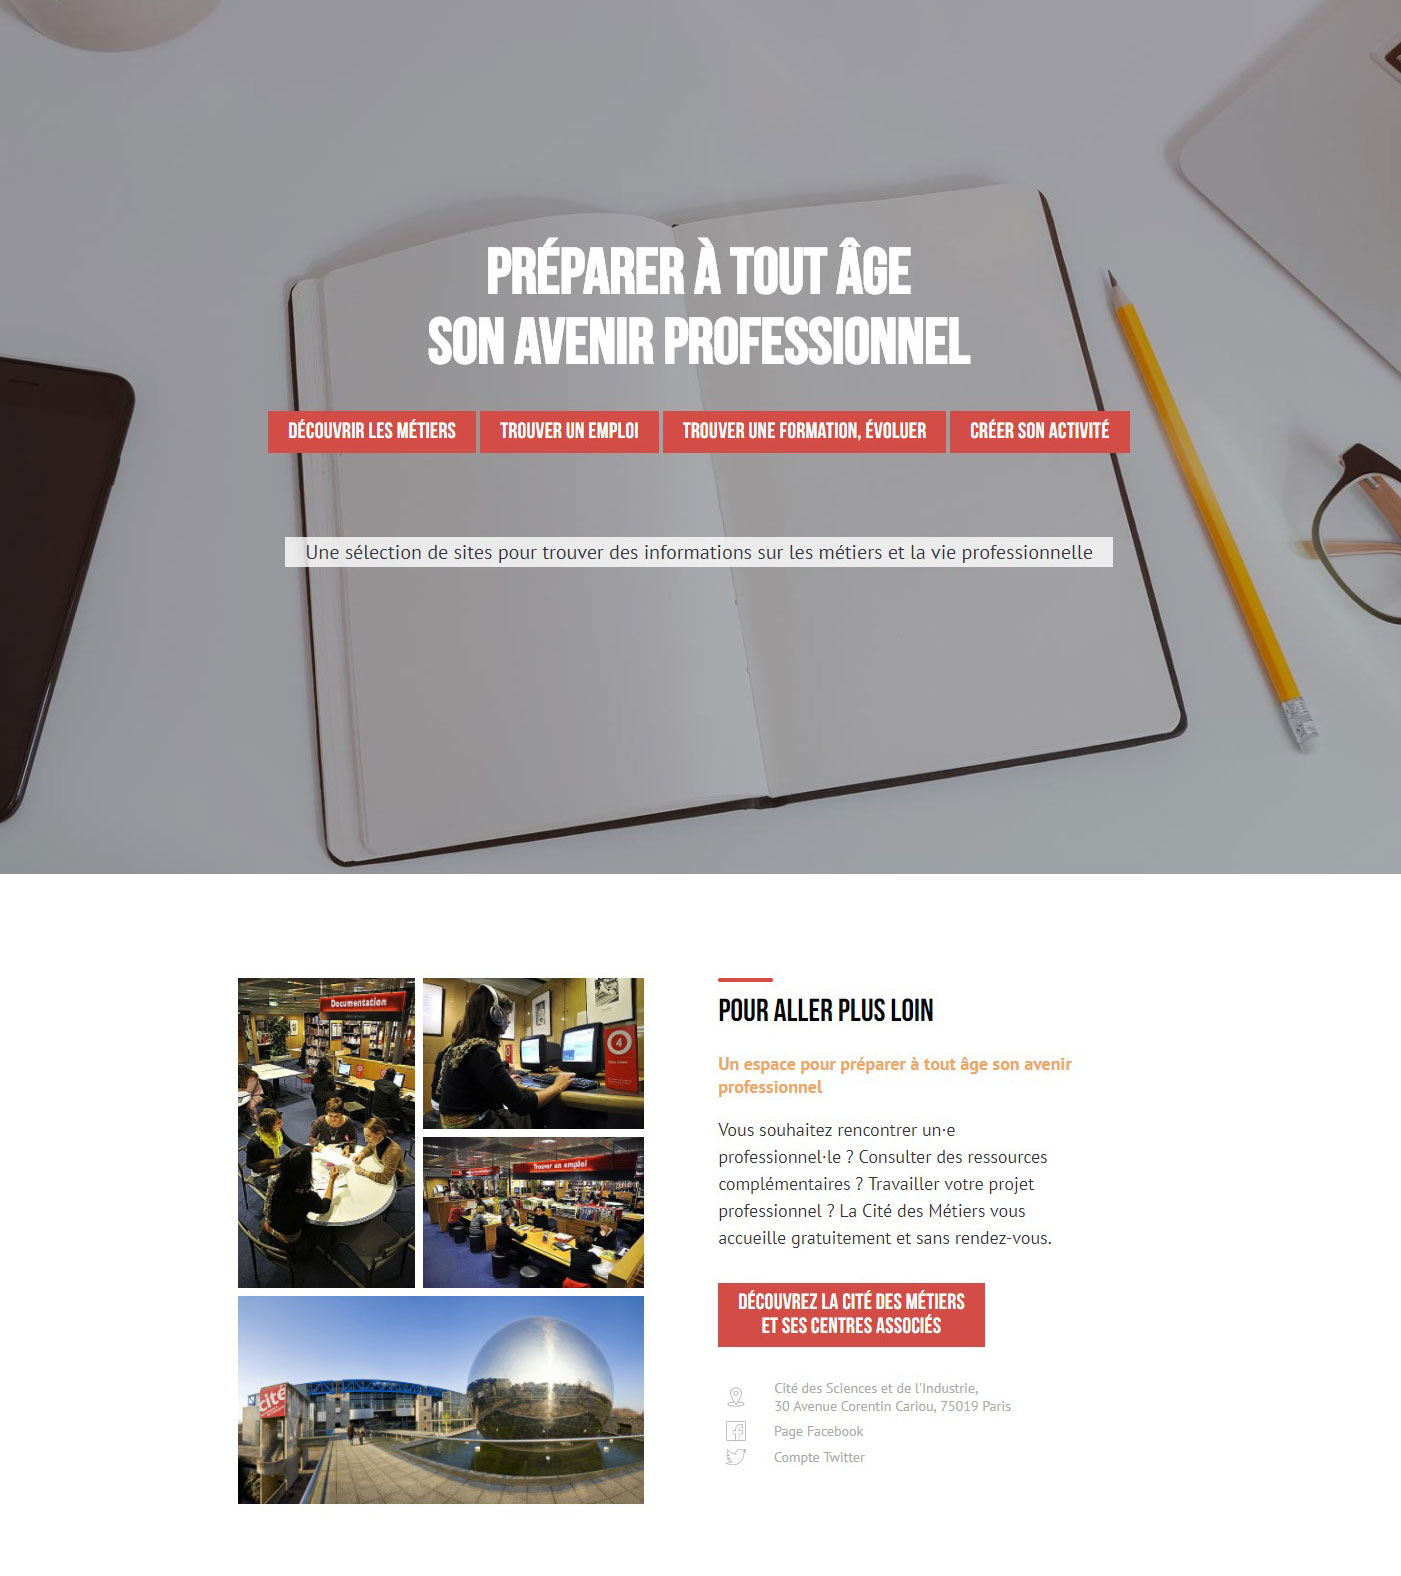 PRÉPARER À TOUT ÂGE
SON AVENIR PROFESSIONNEL
DÉCOUVRIR LES MÉTIERS
TROUVER UN EMPLOI
TROUVER UNE FORMATION, ÉVOLUER
CRÉER SON ACTIVITÉ
Une sélection de sites pour trouver des informations sur les métiers et la vie professionnelle
Documentation
4
Trouver un emploi
cité
POUR ALLER PLUS LOIN
Un espace pour préparer à tout âge son avenir
professionnel
Vous souhaitez rencontrer un·e
professionnel·le ? Consulter des ressources
complémentaires ? Travailler votre projet
professionnel ? La Cité des Métiers vous
accueille gratuitement et sans rendez-vous.
DÉCOUVREZ LA CITÉ DES MÉTIERS
ET SES CENTRES ASSOCIÉS
Cité des Sciences et de l'Industrie,
30 Avenue Corentin Cariou, 75019 Paris
Page Facebook
Compte Twitter